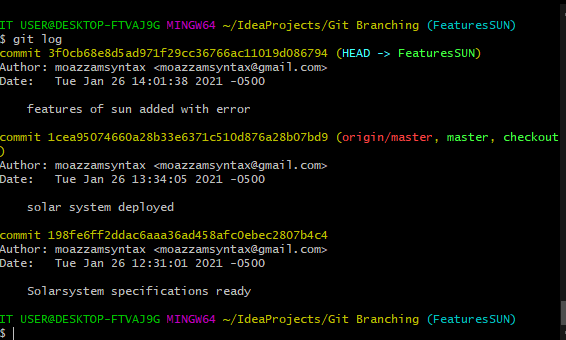 IT USER@DESKTOP-FTVAJ9G MINGW64 ~/IdeaProjects/Git Branching (FeaturesSUN)
$ git log
commit 3f0cb68e8d5ad971f29cc36766ac11019d086794 (HEAD -> FeaturesSUN)
Author: moazzamsyntax <moazzamsyntax@gmail.com>
Date:   Tue Jan 26 14:01:38 2021 -0500
    features of sun added with error
commit 1cea95074660a28b33e6371c510d876a28b07bd9 (origin/master, master, checkout
)
Author: moazzamsyntax <moazzamsyntax@gmail.com>
Date:   Tue Jan 26 13:34:05 2021 -0500
    solar system deployed
commit 198fe6ff2ddac6aaa36ad458afc0ebec2807b4c4
Author: moazzamsyntax <moazzamsyntax@gmail.com>
Date:   Tue Jan 26 12:31:01 2021 -0500
    Solarsystem specifications ready
IT USER@DESKTOP-FTVAJ9G MINGW64 ~/IdeaProjects/Git Branching (FeaturesSUN)
$